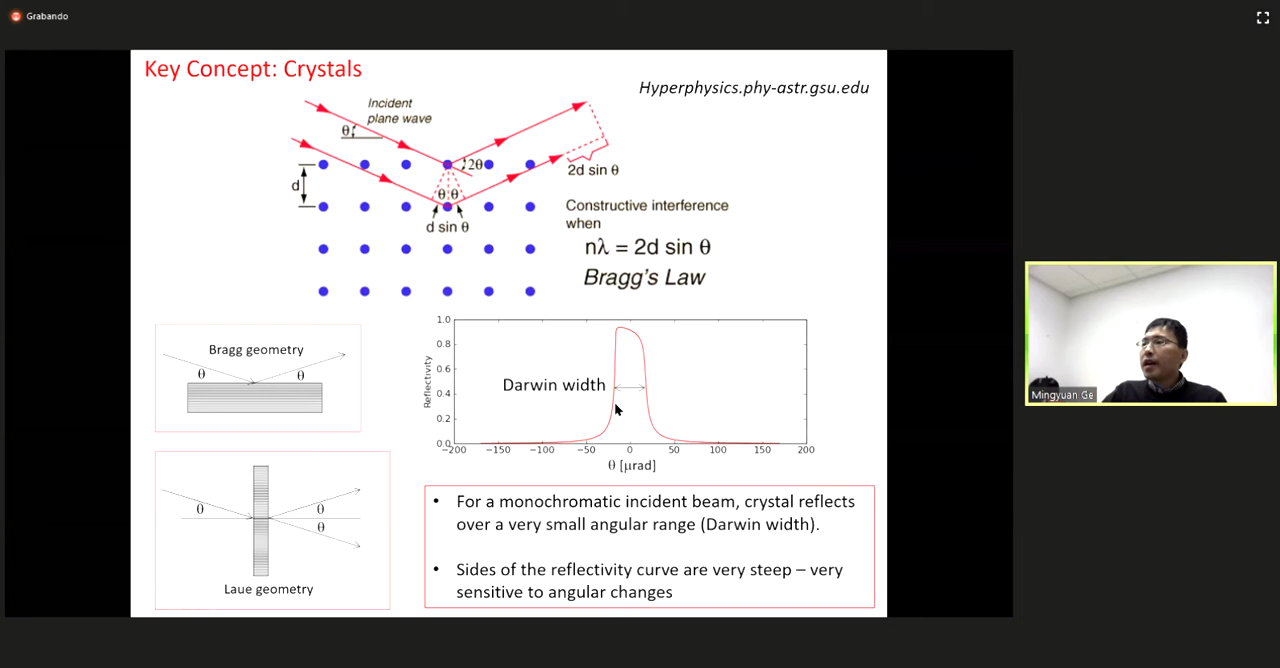 Grabando
Key Concept: Crystals
Hyperphysics.phy-astr.gsu.edu
Incident
plane wave
θ
2θ
d
θ θ
d sin θ
2d sin θ
Constructive interference
when
nλ = 2d sin θ
Bragg's Law
Bragg geometry
θ θ
θ θ
θ
Laue geometry
1.0
0.8
0.6
0.4
0.2
0.0
Reflectivity
Darwin width
−200 −150 −100 −50 0 50 100 150 200
θ [μrad]
• For a monochromatic incident beam, crystal reflects
over a very small angular range (Darwin width).
• Sides of the reflectivity curve are very steep – very
sensitive to angular changes
Mingyuan Ge